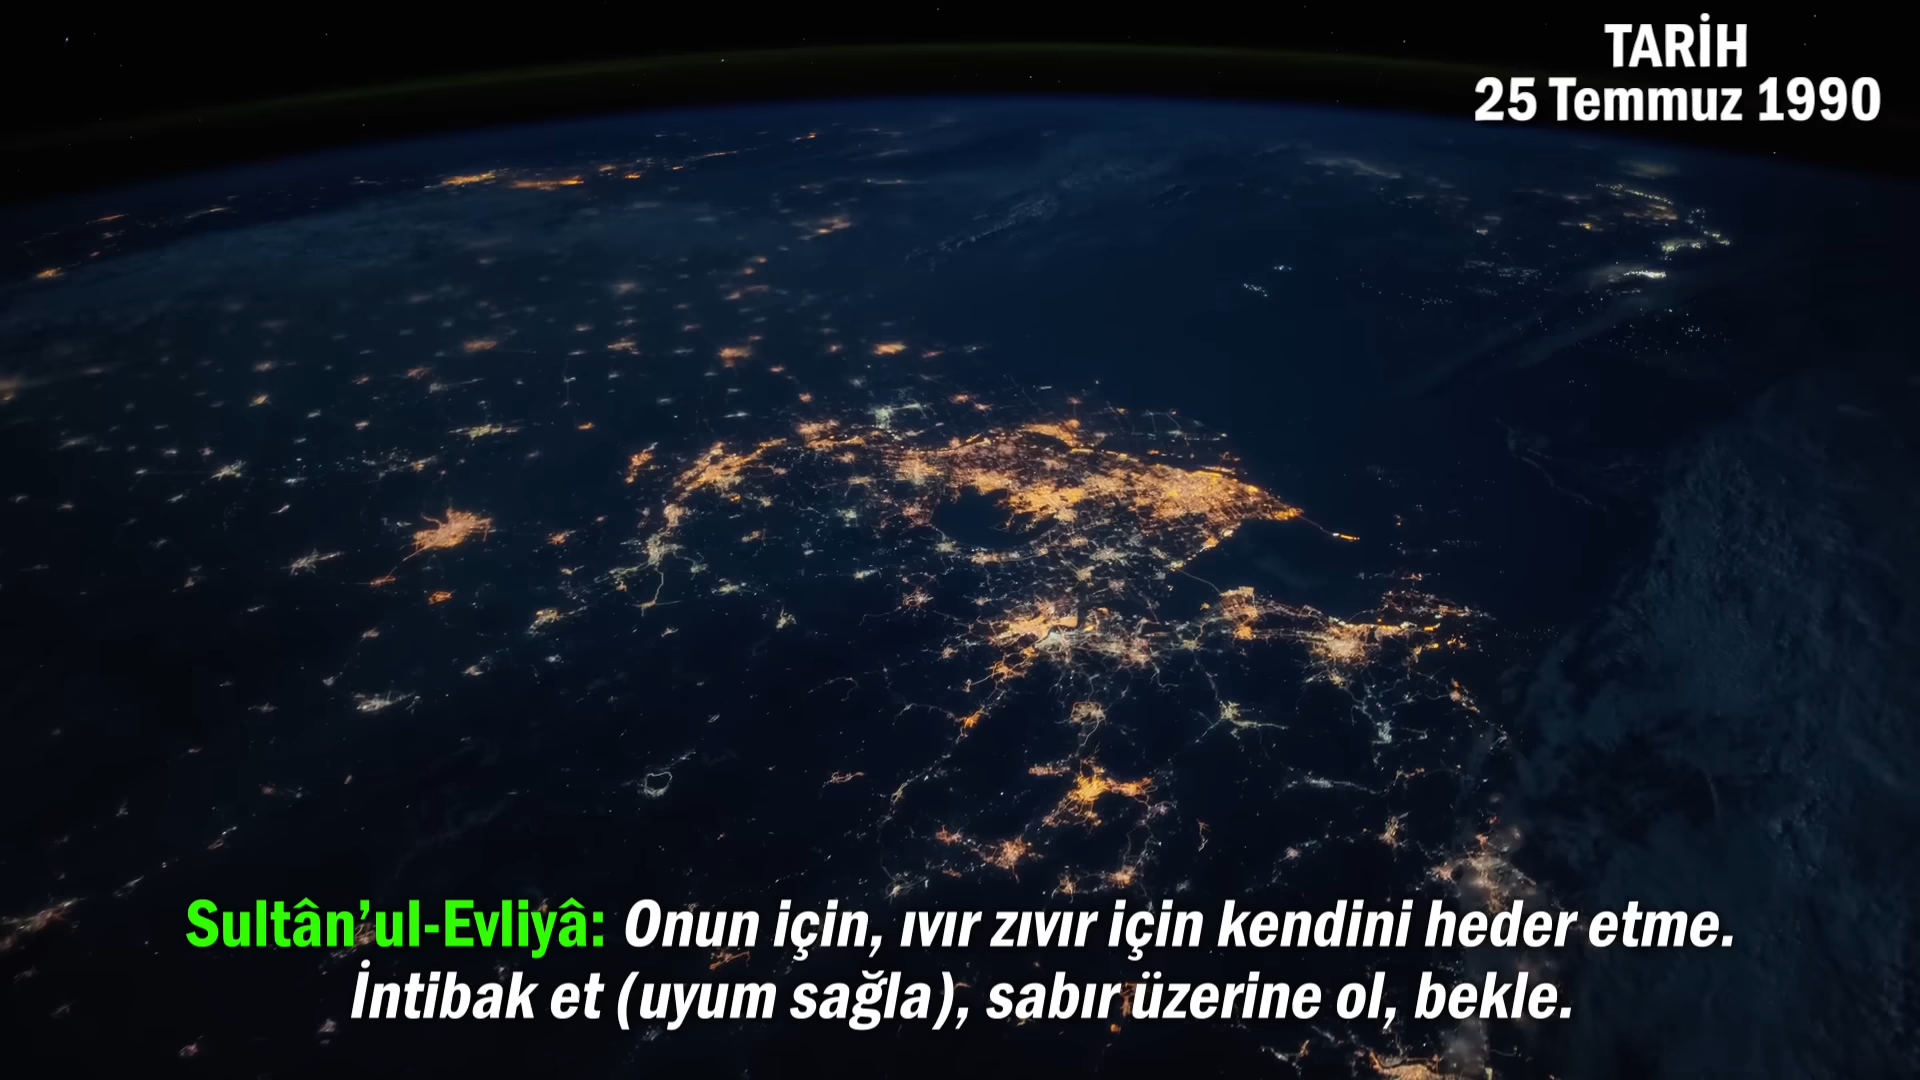 TARİH
25 Temmuz 1990
Sultân’ul-Evliyâ: Onun için, ıvır zıvır için kendini heder etme.
İntibak et (uyum sağla), sabır üzerine ol, bekle.